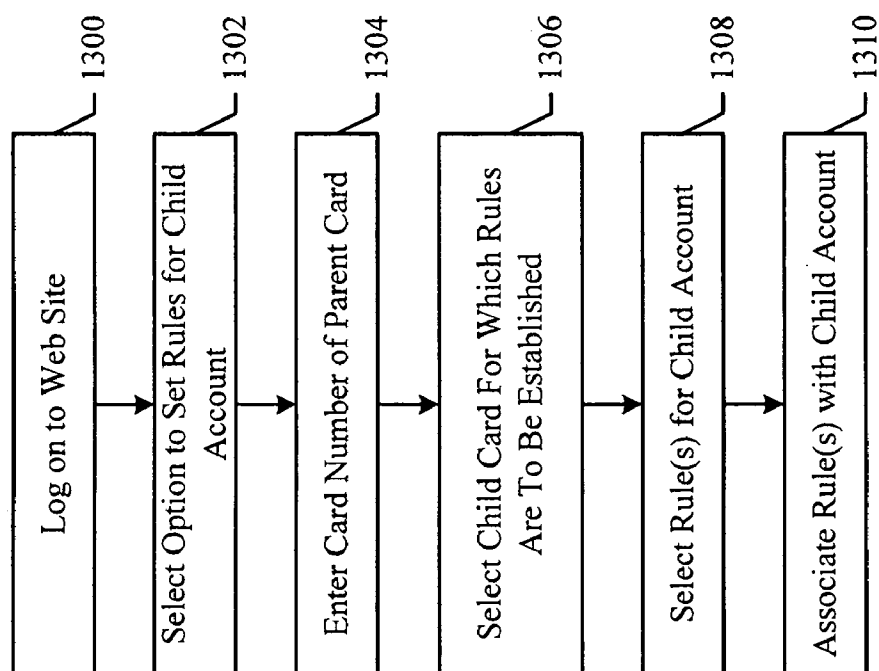 Log on to Web Site
1300
Select Option to Set Rules for Child
Account
1302
Enter Card Number of Parent Card
1304
Select Child Card For Which Rules
Are To Be Established
1306
Select Rule(s) for Child Account
1308
Associate Rule(s) with Child Account
1310